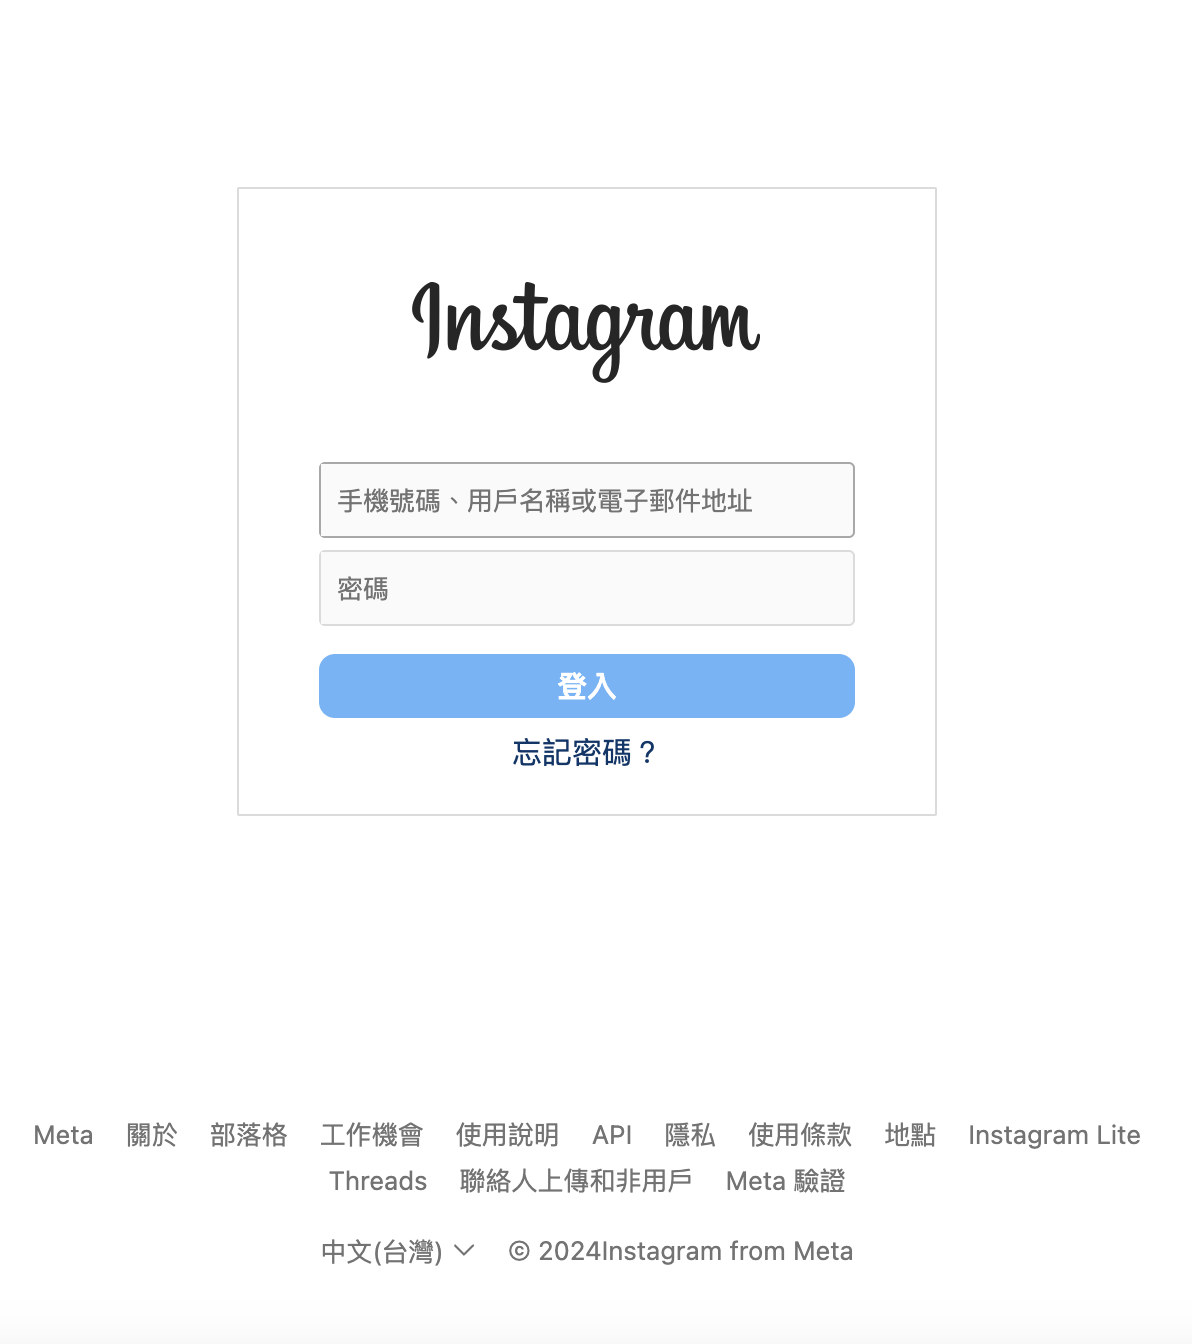 Instagram
手機號碼、用戶名稱或電子郵件地址
密碼
登入
忘記密碼？
Meta 關於 部落格 工作機會 使用說明 API 隱私 使用條款 地點 Instagram Lite
Threads 聯絡人上傳和非用戶 Meta 驗證
中文(台灣) © 2024Instagram from Meta